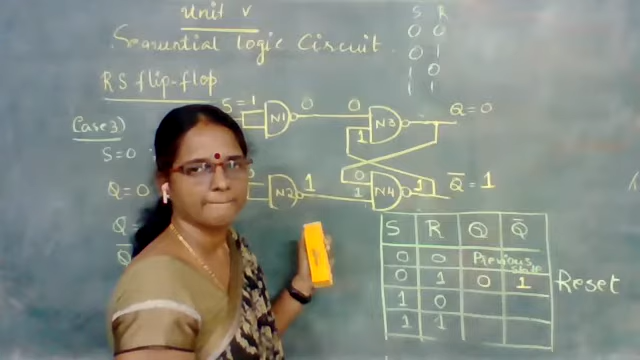 Unit V
Sequential logic Circuit.
S R
0 0
0 1
1 0
1 1
RS flip-flop
S=1 0 0 N1 N3 Q=0
1
Case3)
S=0
0
N2 1 1 N4 1 Q̅=1
Q=0
Q=
Q̅
S R Q Q̅
0 0 Previous state
0 1 0 1 Reset
1 0
1 1